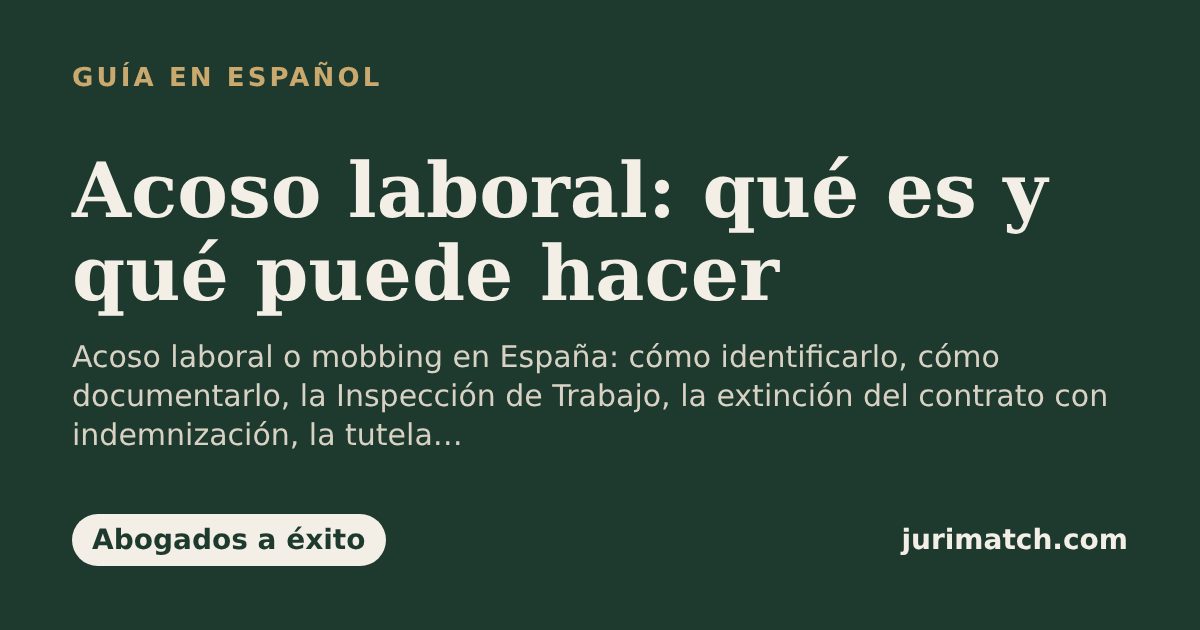 GUÍA EN ESPAÑOL
Acoso laboral: qué es y
qué puede hacer
Acoso laboral o mobbing en España: cómo identificarlo, cómo
documentarlo, la Inspección de Trabajo, la extinción del contrato con
indemnización, la tutela…
Abogados a éxito
jurimatch.com